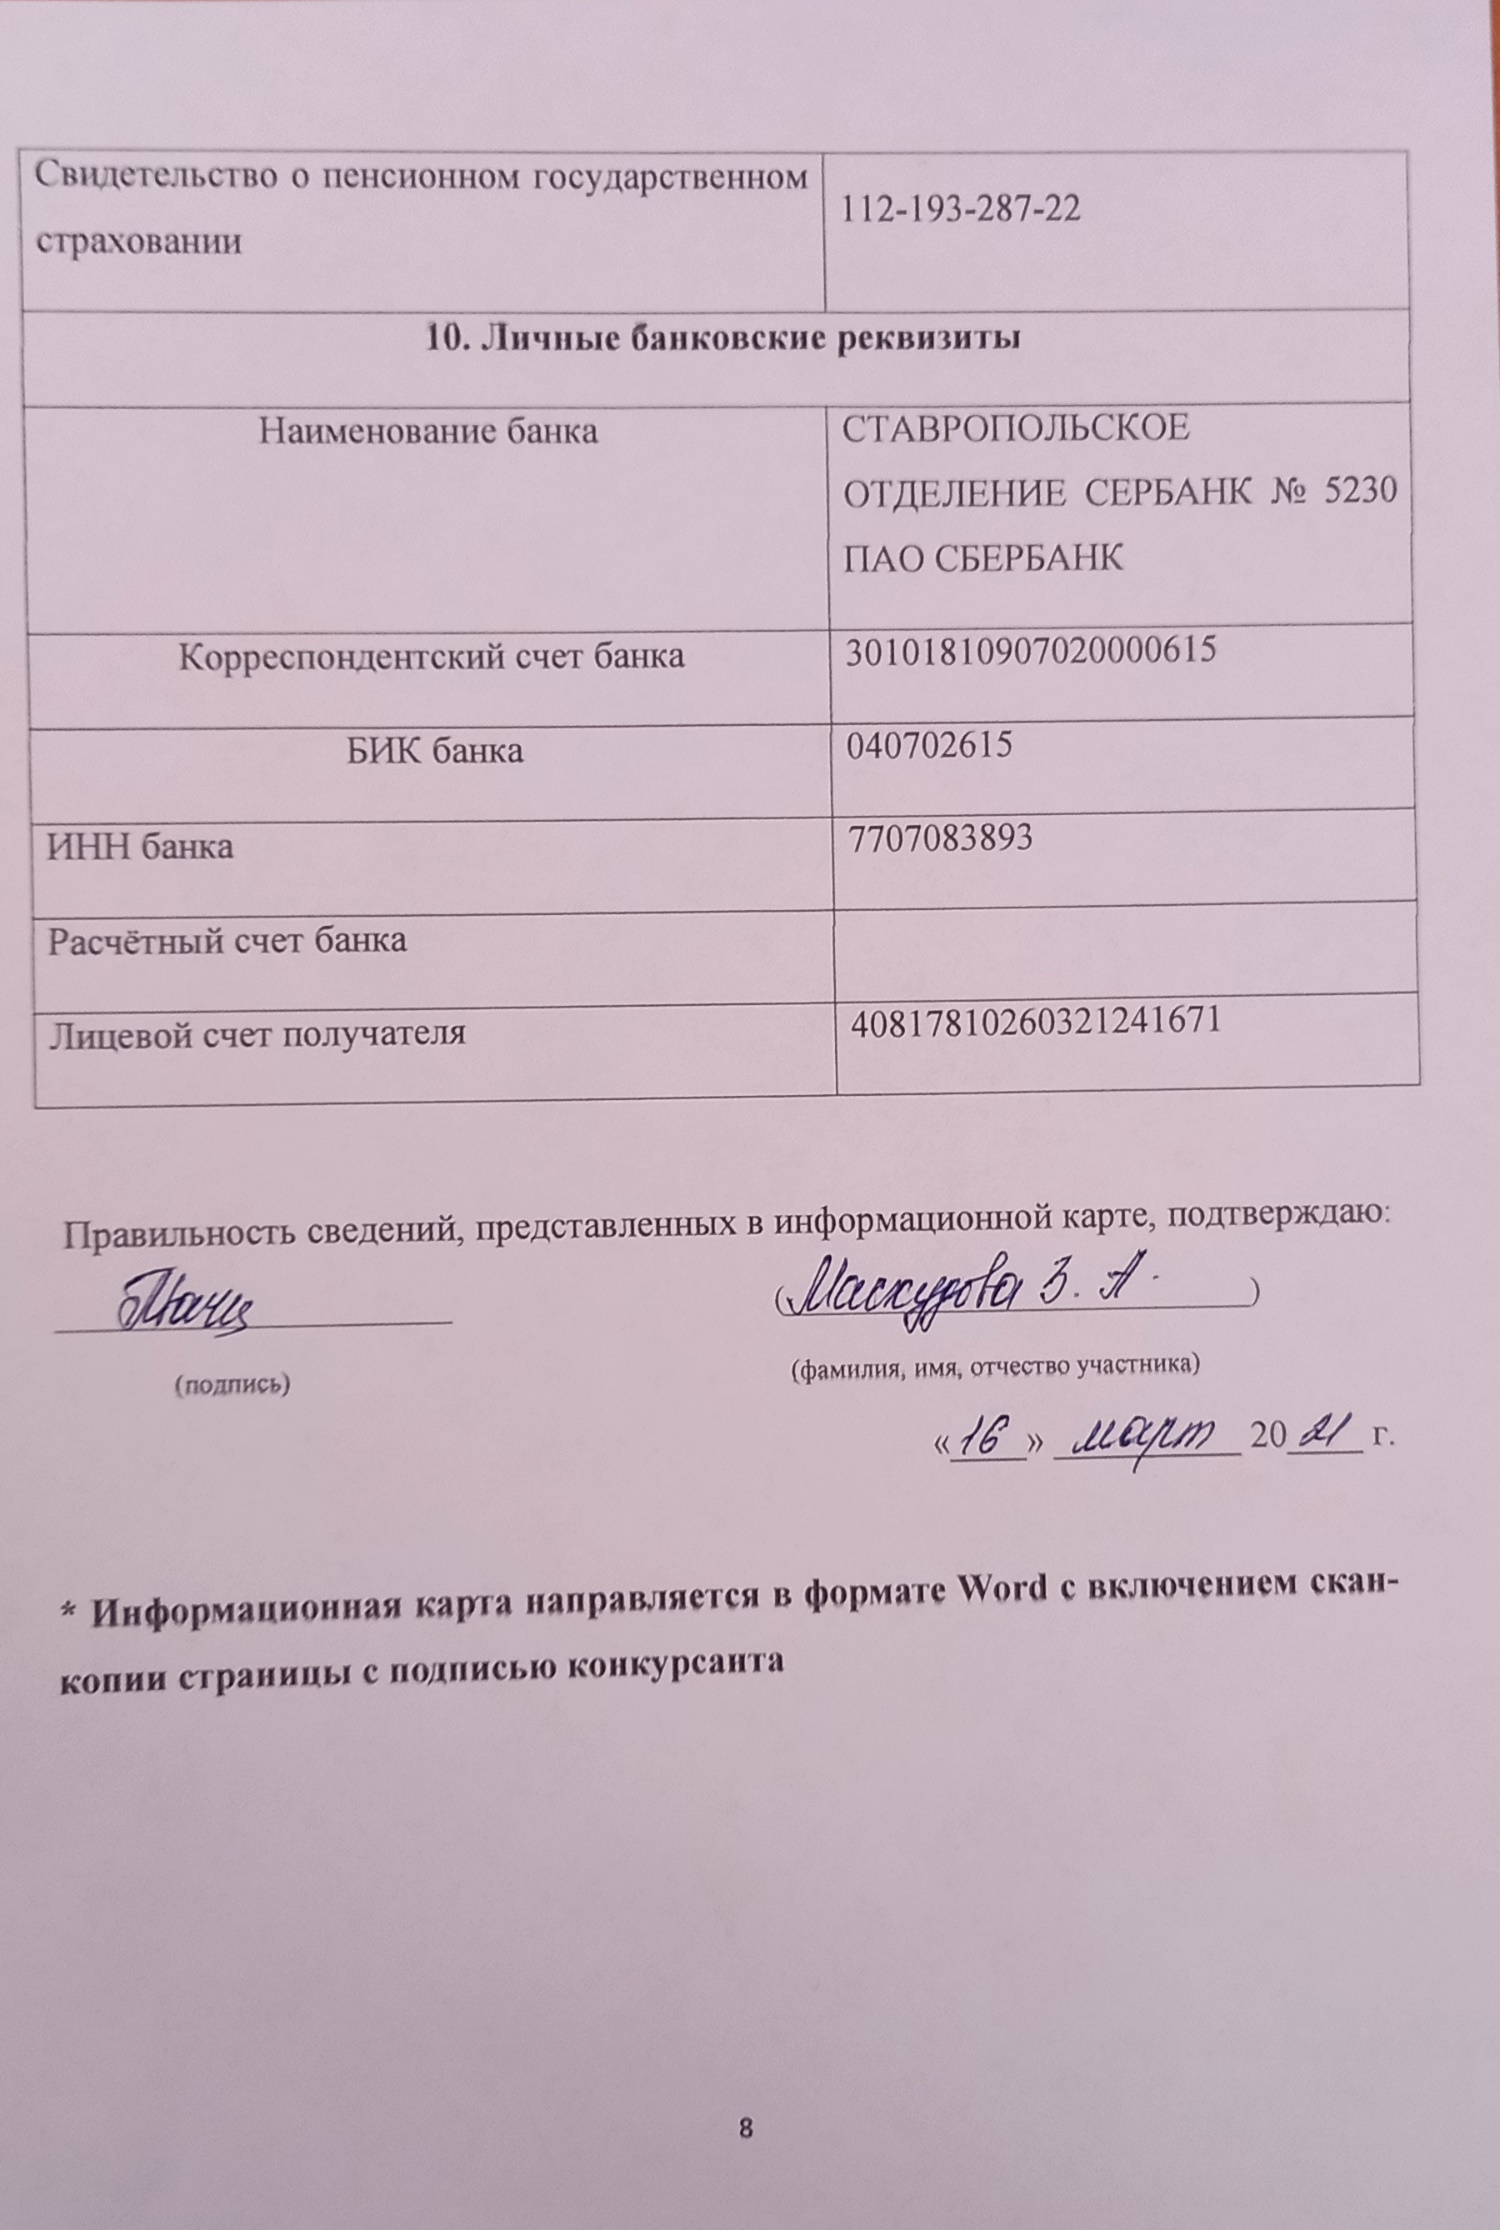 Свидетельство о пенсионном государственном
страховании
112-193-287-22
10. Личные банковские реквизиты
Наименование банка
СТАВРОПОЛЬСКОЕ
ОТДЕЛЕНИЕ СЕРБАНК № 5230
ПАО СБЕРБАНК
Корреспондентский счет банка
30101810907020000615
БИК банка
040702615
ИНН банка
7707083893
Расчётный счет банка
Лицевой счет получателя
40817810260321241671
Правильность сведений, представленных в информационной карте, подтверждаю:
(Маскудова З. А.)
(подпись)
(фамилия, имя, отчество участника)
«16» март 2021 г.
* Информационная карта направляется в формате Word с включением скан-
копии страницы с подписью конкурсанта
8